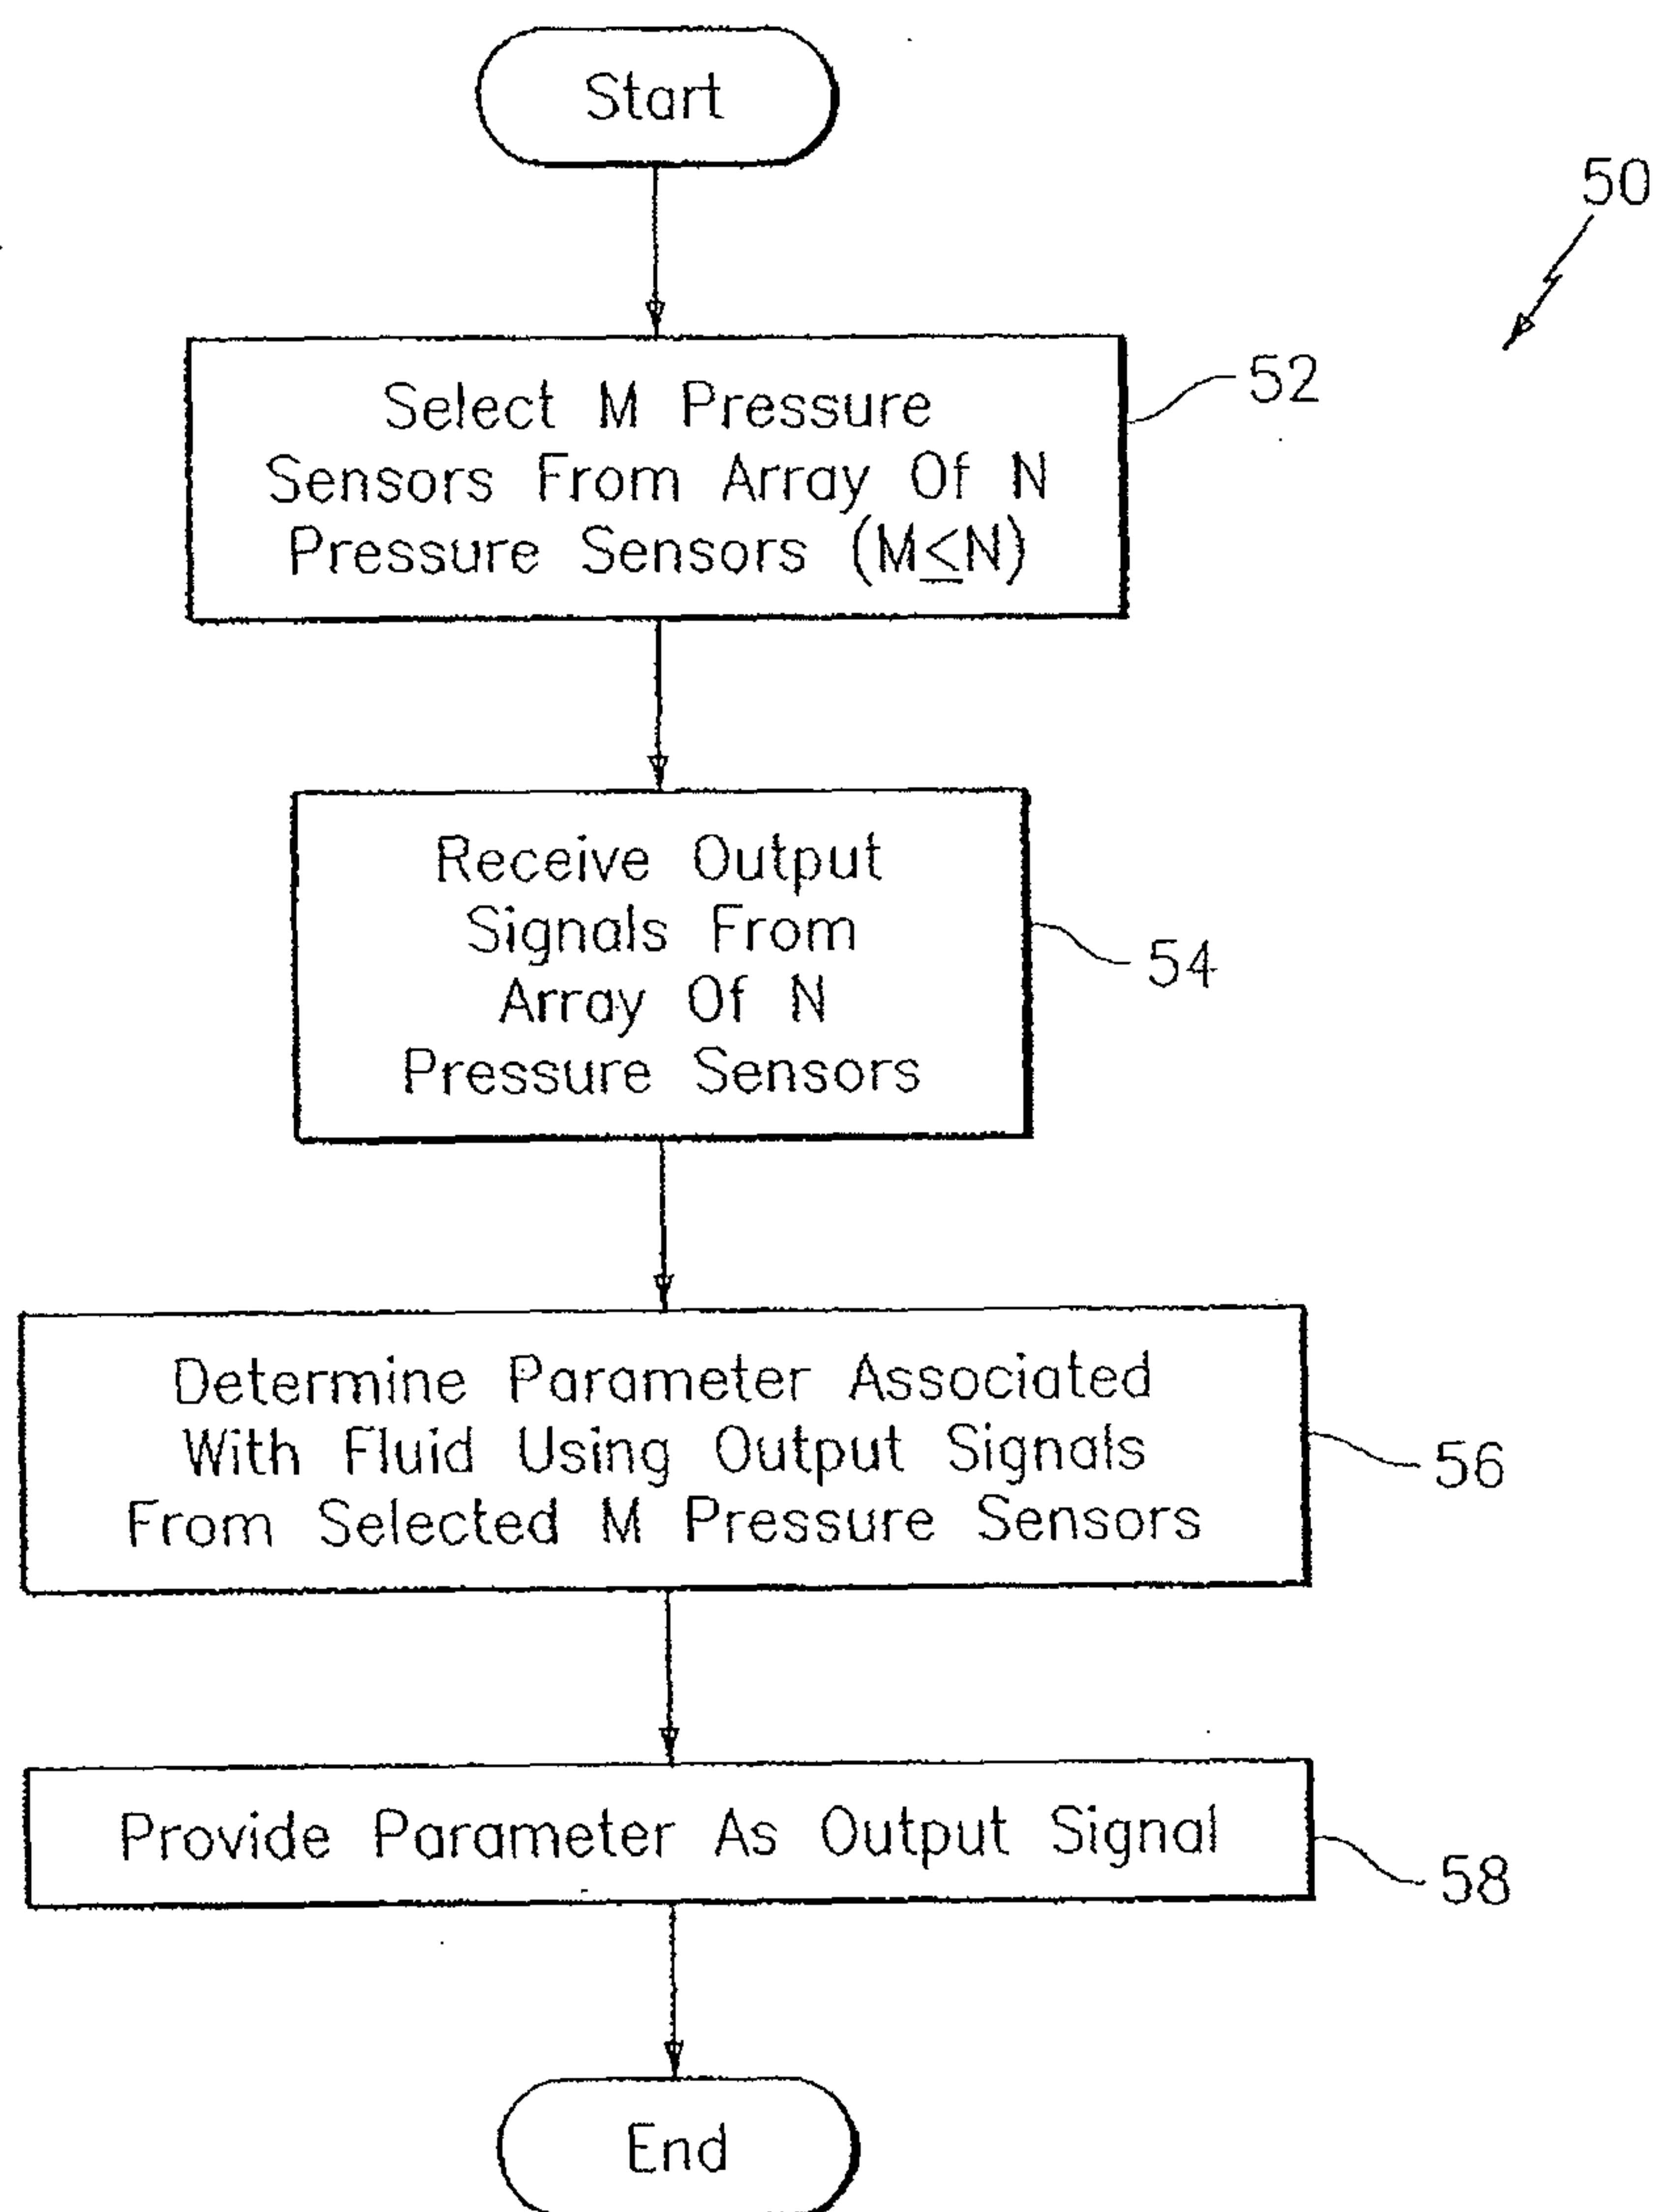 Start
50
Select M Pressure
Sensors From Array Of N
Pressure Sensors (M≤N)
52
Receive Output
Signals From
Array Of N
Pressure Sensors
54
Determine Parameter Associated
With Fluid Using Output Signals
From Selected M Pressure Sensors
56
Provide Parameter As Output Signal
58
End